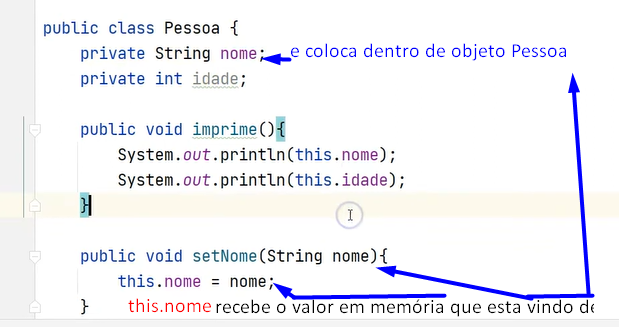 public class Pessoa {
private String nome; e coloca dentro de objeto Pessoa
private int idade;
public void imprime(){
System.out.println(this.nome);
System.out.println(this.idade);
}
public void setNome(String nome){
this.nome = nome;
} this.nome recebe o valor em memória que esta vindo de